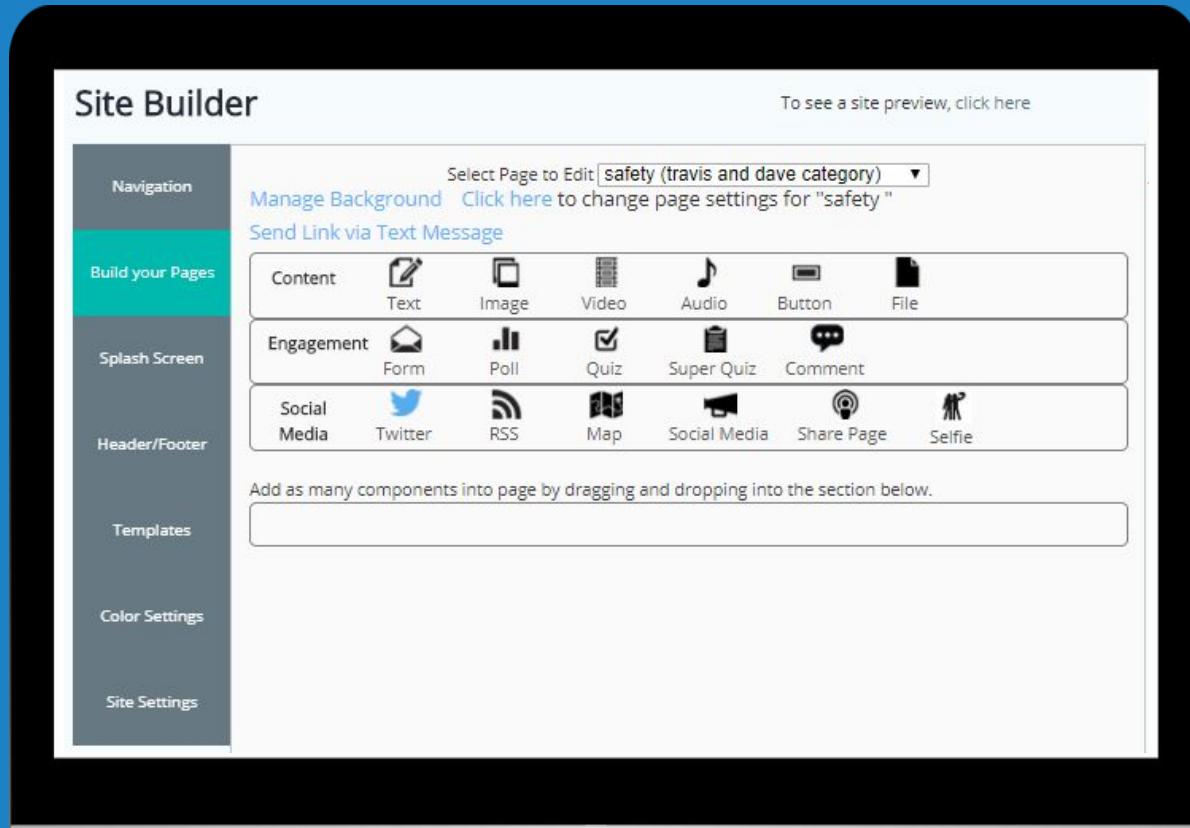 Site Builder
To see a site preview, click here
Navigation
Build your Pages
Splash Screen
Header/Footer
Templates
Color Settings
Site Settings
Select Page to Edit safety (travis and dave category)
Manage Background Click here to change page settings for "safety "
Send Link via Text Message
Content
Text Image Video Audio Button File
Engagement
Form Poll Quiz Super Quiz Comment
Social
Media
Twitter RSS Map Social Media Share Page Selfie
Add as many components into page by dragging and dropping into the section below.